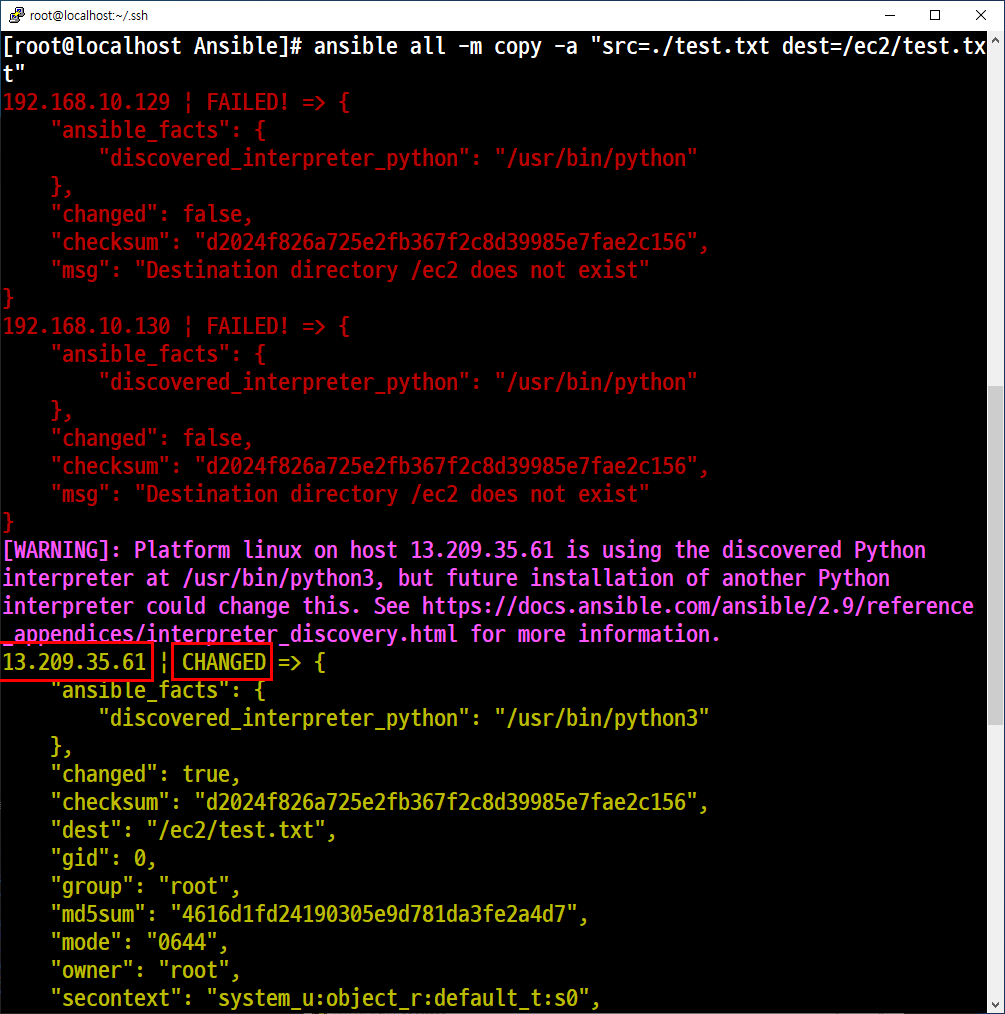 root@localhost:~/.ssh
[root@localhost Ansible]# ansible all -m copy -a "src=./test.txt dest=/ec2/test.tx
t"
192.168.10.129 | FAILED! => {
    "ansible_facts": {
        "discovered_interpreter_python": "/usr/bin/python"
    },
    "changed": false,
    "checksum": "d2024f826a725e2fb367f2c8d39985e7fae2c156",
    "msg": "Destination directory /ec2 does not exist"
}
192.168.10.130 | FAILED! => {
    "ansible_facts": {
        "discovered_interpreter_python": "/usr/bin/python"
    },
    "changed": false,
    "checksum": "d2024f826a725e2fb367f2c8d39985e7fae2c156",
    "msg": "Destination directory /ec2 does not exist"
}
[WARNING]: Platform linux on host 13.209.35.61 is using the discovered Python
interpreter at /usr/bin/python3, but future installation of another Python
interpreter could change this. See https://docs.ansible.com/ansible/2.9/reference
_appendices/interpreter_discovery.html for more information.
13.209.35.61 | CHANGED => {
    "ansible_facts": {
        "discovered_interpreter_python": "/usr/bin/python3"
    },
    "changed": true,
    "checksum": "d2024f826a725e2fb367f2c8d39985e7fae2c156",
    "dest": "/ec2/test.txt",
    "gid": 0,
    "group": "root",
    "md5sum": "4616d1fd24190305e9d781da3fe2a4d7",
    "mode": "0644",
    "owner": "root",
    "secontext": "system_u:object_r:default_t:s0",